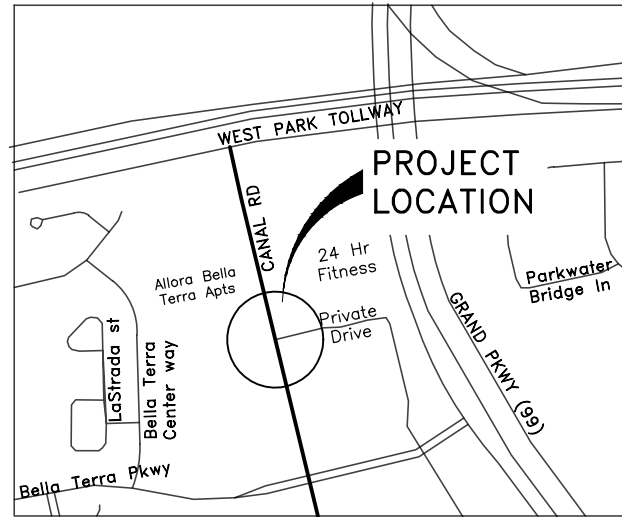 WEST PARK TOLLWAY
PROJECT
LOCATION
CANAL RD
24 Hr
Fitness
Allora Bella
Terra Apts
Parkwater
Bridge ln
Private
Drive
GRAND PKWY (99)
LaStrada st
Bella Terra
Center way
Bella Terra Pkwy